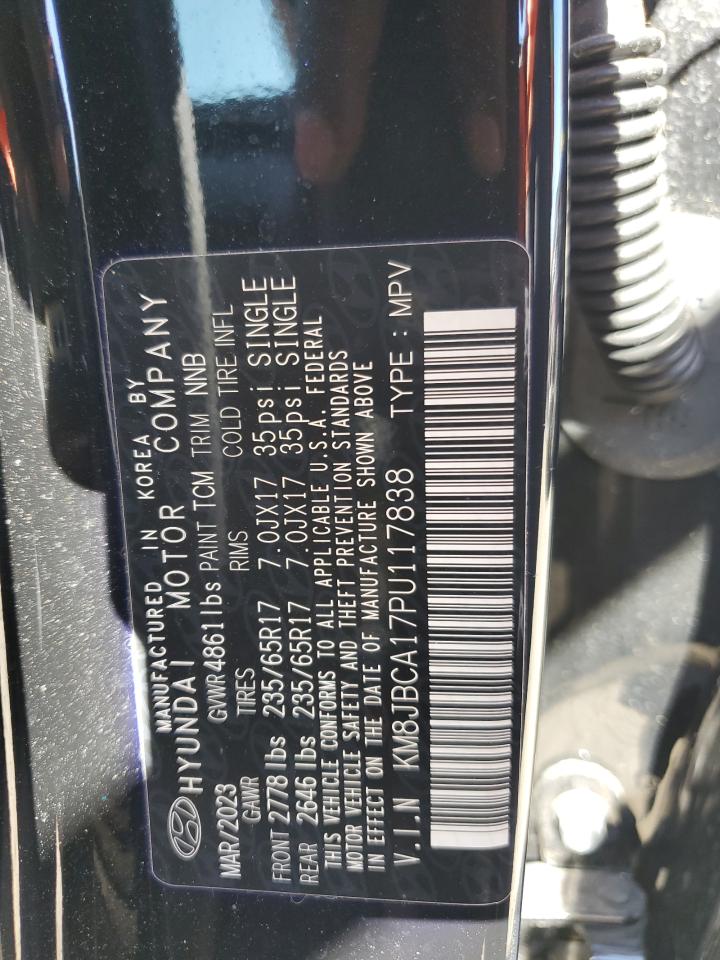 MANUFACTURED IN KOREA BY
HYUNDAI MOTOR COMPANY
GVWR 4861lbs PAINT TCM TRIM NNB
MAR/2023 TIRES RIMS COLD TIRE INFL
GAWR
FRONT 2778 lbs 235/65R17 7.0JX17 35psi SINGLE
REAR 2646 lbs 235/65R17 7.0JX17 35psi SINGLE
THIS VEHICLE CONFORMS TO ALL APPLICABLE U.S.A. FEDERAL
MOTOR VEHICLE SAFETY AND THEFT PREVENTION STANDARDS
IN EFFECT ON THE DATE OF MANUFACTURE SHOWN ABOVE
V.I.N KM8JBCA17PU117838 TYPE : MPV